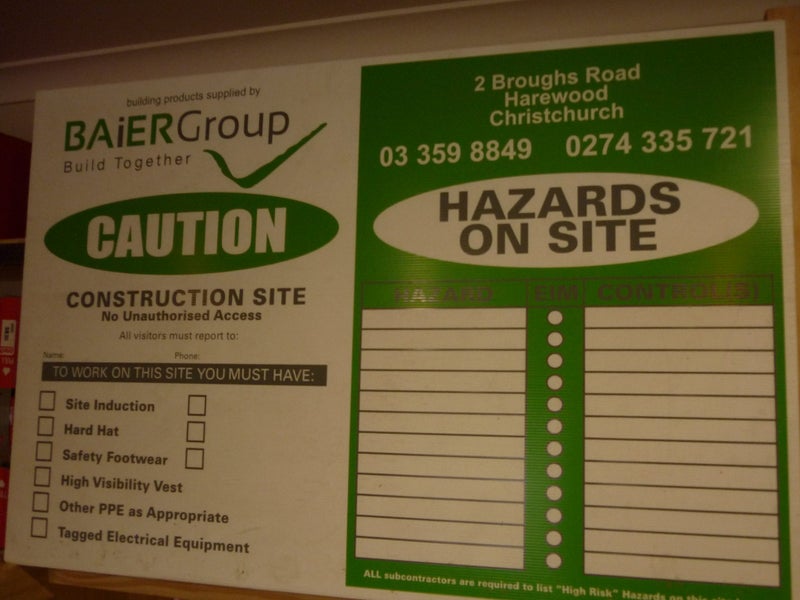 building products supplied by
BAiERGroup
Build Together
CAUTION
CONSTRUCTION SITE
No Unauthorised Access
All visitors must report to:
Name: Phone:
TO WORK ON THIS SITE YOU MUST HAVE:
Site Induction
Hard Hat
Safety Footwear
High Visibility Vest
Other PPE as Appropriate
Tagged Electrical Equipment
2 Broughs Road
Harewood
Christchurch
03 359 8849 0274 335 721
HAZARDS
ON SITE
HAZARD EIM CONTROL(S)
ALL subcontractors are required to list "High Risk" Hazards on this